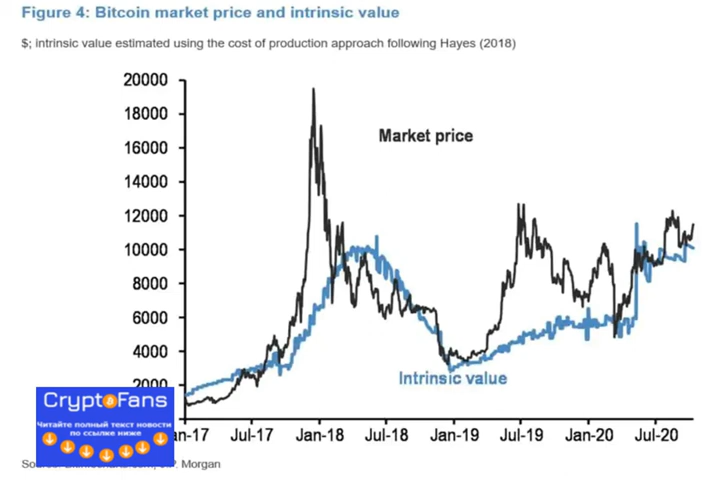 Figure 4: Bitcoin market price and intrinsic value
$; intrinsic value estimated using the cost of production approach following Hayes (2018)
20000
18000
16000
14000
12000
10000
8000
6000
4000
2000
Market price
Intrinsic value
CryptoFans
Читайте полный текст новости
по ссылке ниже
an-17 Jul-17 Jan-18 Jul-18 Jan-19 Jul-19 Jan-20 Jul-20
Morgan